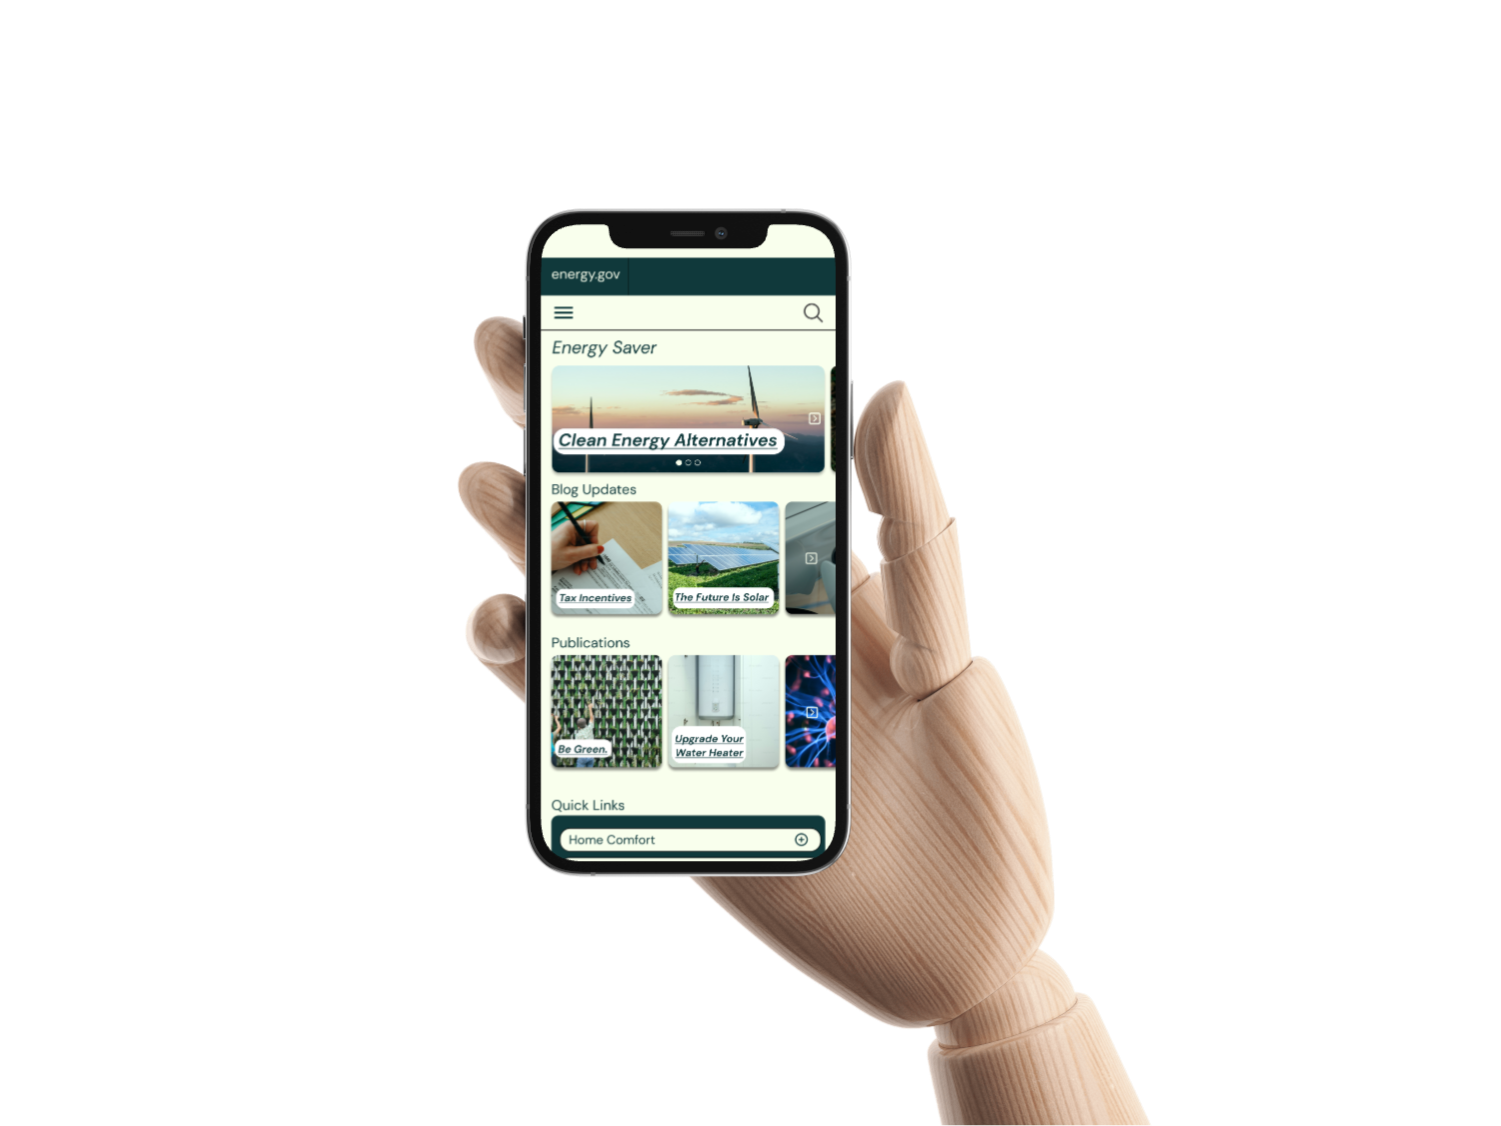 energy.gov
Energy Saver
Clean Energy Alternatives
Blog Updates
Tax Incentives
The Future Is Solar
Publications
Be Green.
Upgrade Your
Water Heater
Quick Links
Home Comfort